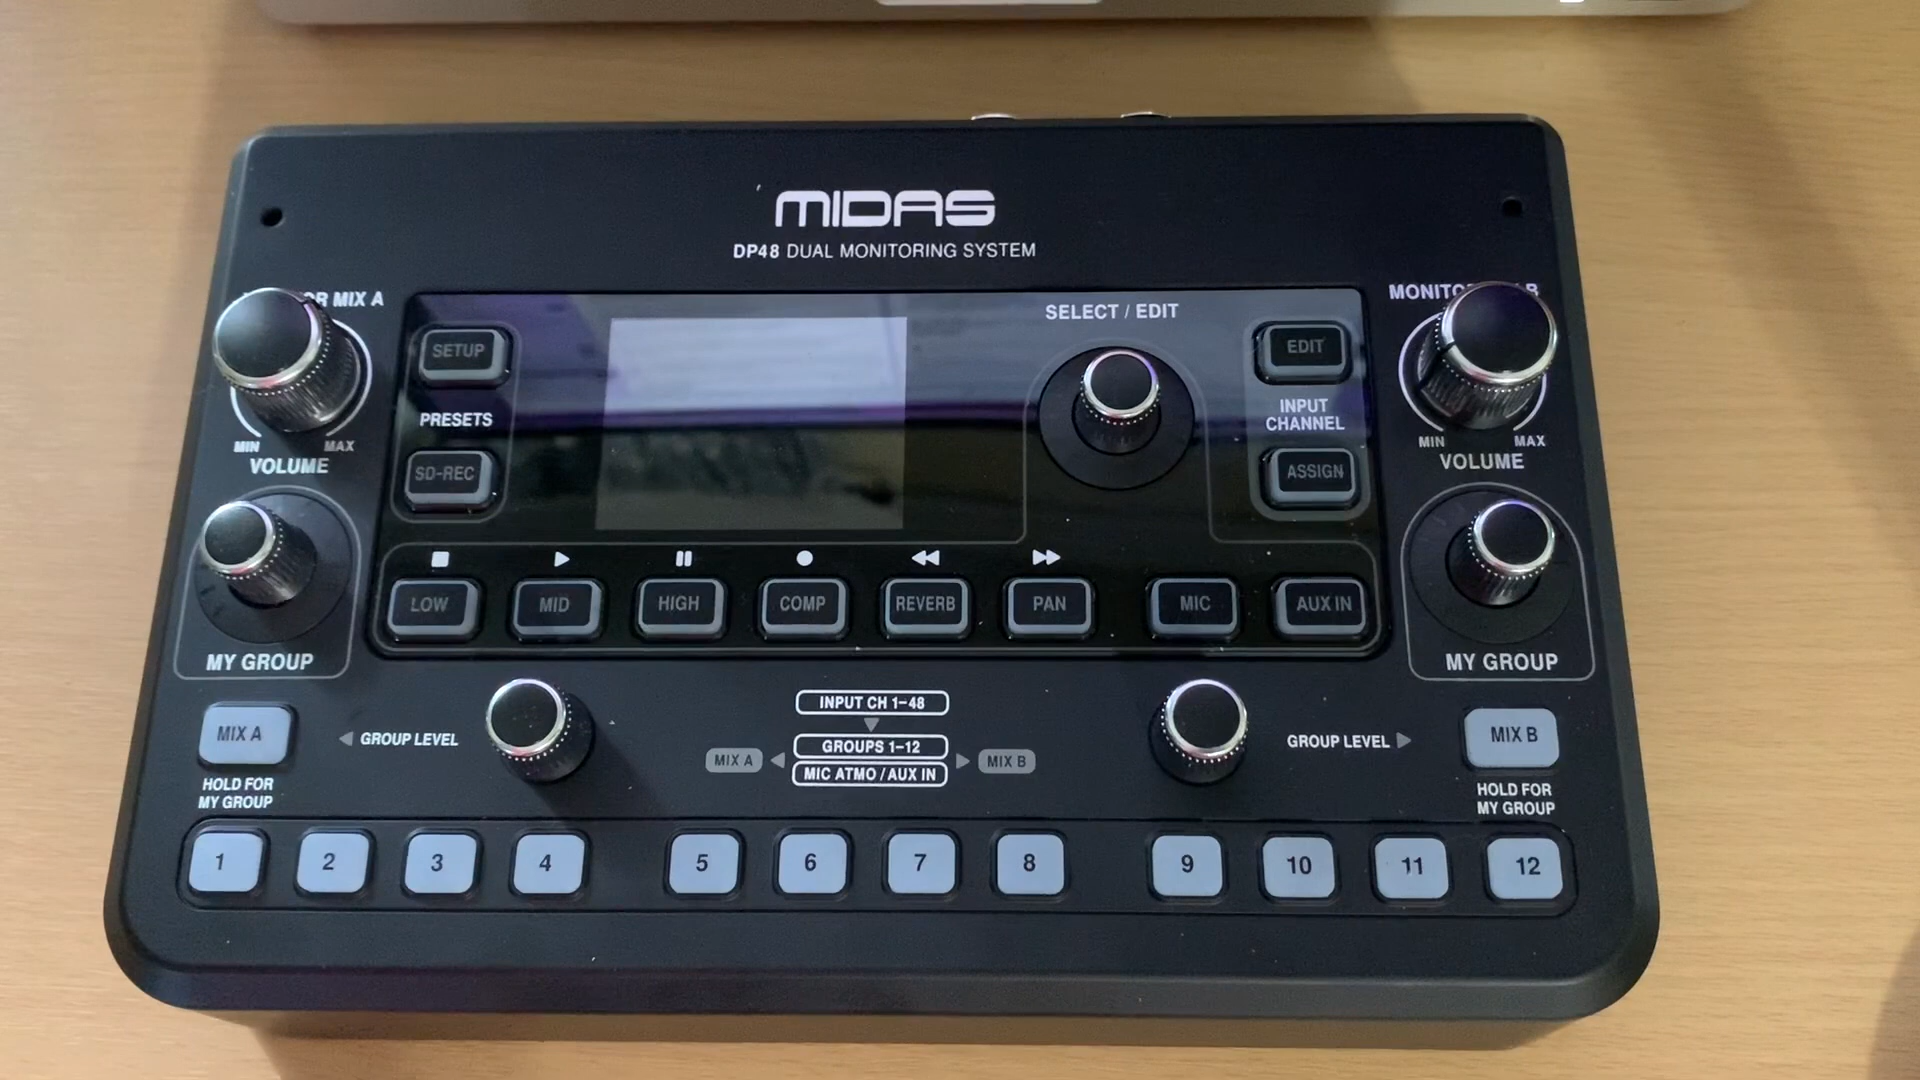 MIDAS
DP48 DUAL MONITORING SYSTEM
OR MIX A
SELECT / EDIT
B
SETUP
EDIT
PRESETS
INPUT
CHANNEL
MIN
MAX
VOLUME
MIN
MAX
VOLUME
SD-REC
ASSIGN
LOW
MID
HIGH
COMP
REVERB
PAN
MIC
AUX IN
MY GROUP
MY GROUP
MIX A
GROUP LEVEL
INPUT CH 1-48
GROUPS 1-12
MIC ATMO / AUX IN
MIX A
MIX B
GROUP LEVEL
MIX B
HOLD FOR
MY GROUP
HOLD FOR
MY GROUP
1
2
3
4
5
6
7
8
9
10
11
12